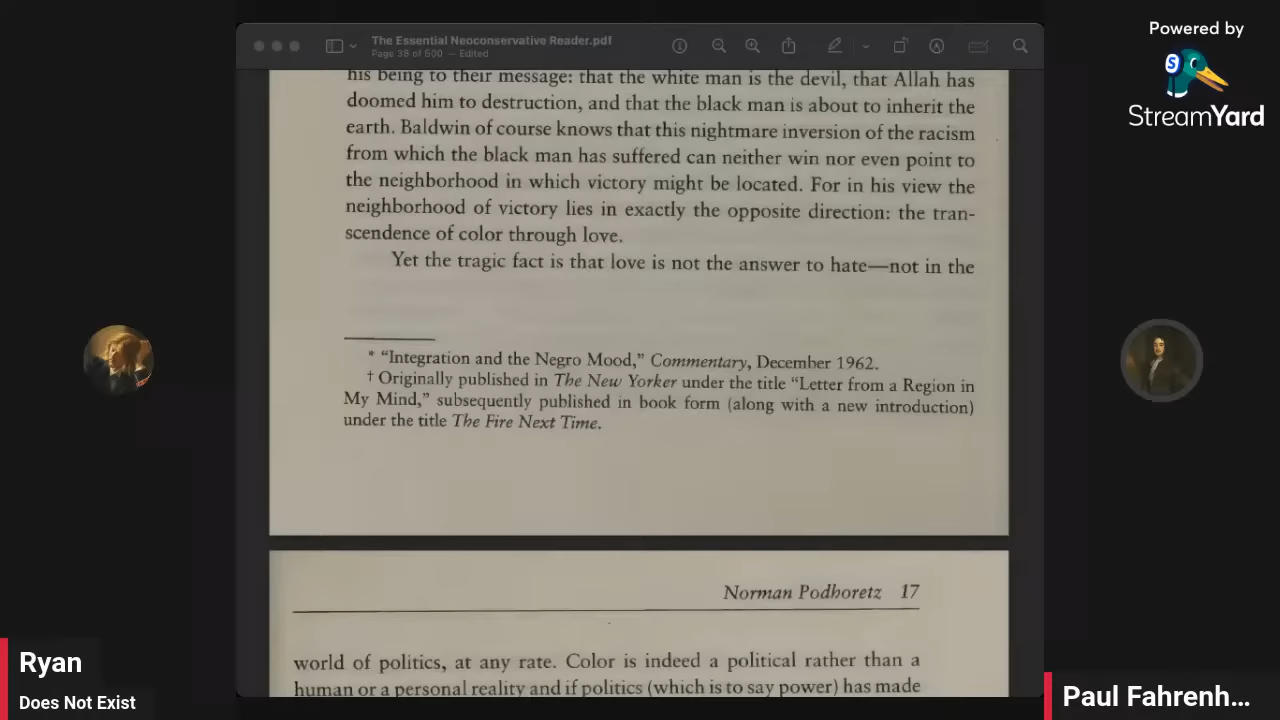 Powered by
StreamYard
The Essential Neoconservative Reader.pdf
Page 38 of 600 — Edited
his being to their message: that the white man is the devil, that Allah has
doomed him to destruction, and that the black man is about to inherit the
earth. Baldwin of course knows that this nightmare inversion of the racism
from which the black man has suffered can neither win nor even point to
the neighborhood in which victory might be located. For in his view the
neighborhood of victory lies in exactly the opposite direction: the tran-
scendence of color through love.
Yet the tragic fact is that love is not the answer to hate—not in the
* “Integration and the Negro Mood,” Commentary, December 1962.
† Originally published in The New Yorker under the title “Letter from a Region in
My Mind,” subsequently published in book form (along with a new introduction)
under the title The Fire Next Time.
Norman Podhoretz 17
world of politics, at any rate. Color is indeed a political rather than a
human or a personal reality and if politics (which is to say power) has made
Ryan
Does Not Exist
Paul Fahrenh...